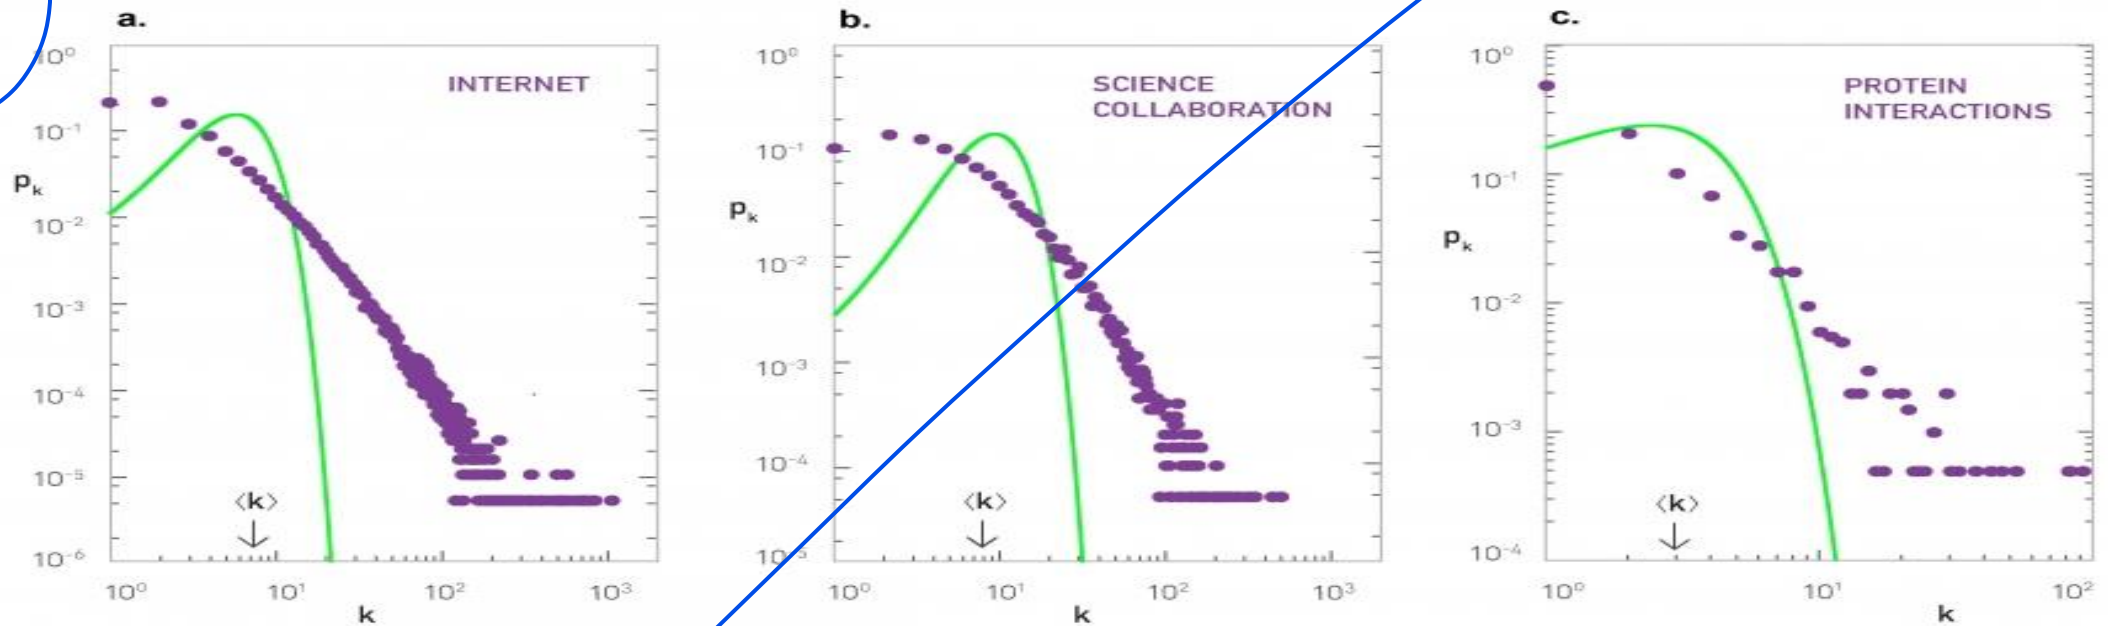 a.
INTERNET
10⁰
10⁻¹
pₖ
10⁻²
10⁻³
10⁻⁴
10⁻⁵
10⁻⁶
⟨k⟩
10⁰ 10¹ 10² 10³
k
b.
SCIENCE
COLLABORATION
10⁰
10⁻¹
pₖ
10⁻²
10⁻³
10⁻⁴
⟨k⟩
10⁰ 10¹ 10² 10³
k
c.
PROTEIN
INTERACTIONS
10⁰
10⁻¹
pₖ
10⁻²
10⁻³
10⁻⁴
⟨k⟩
10⁰ 10¹ 10²
k